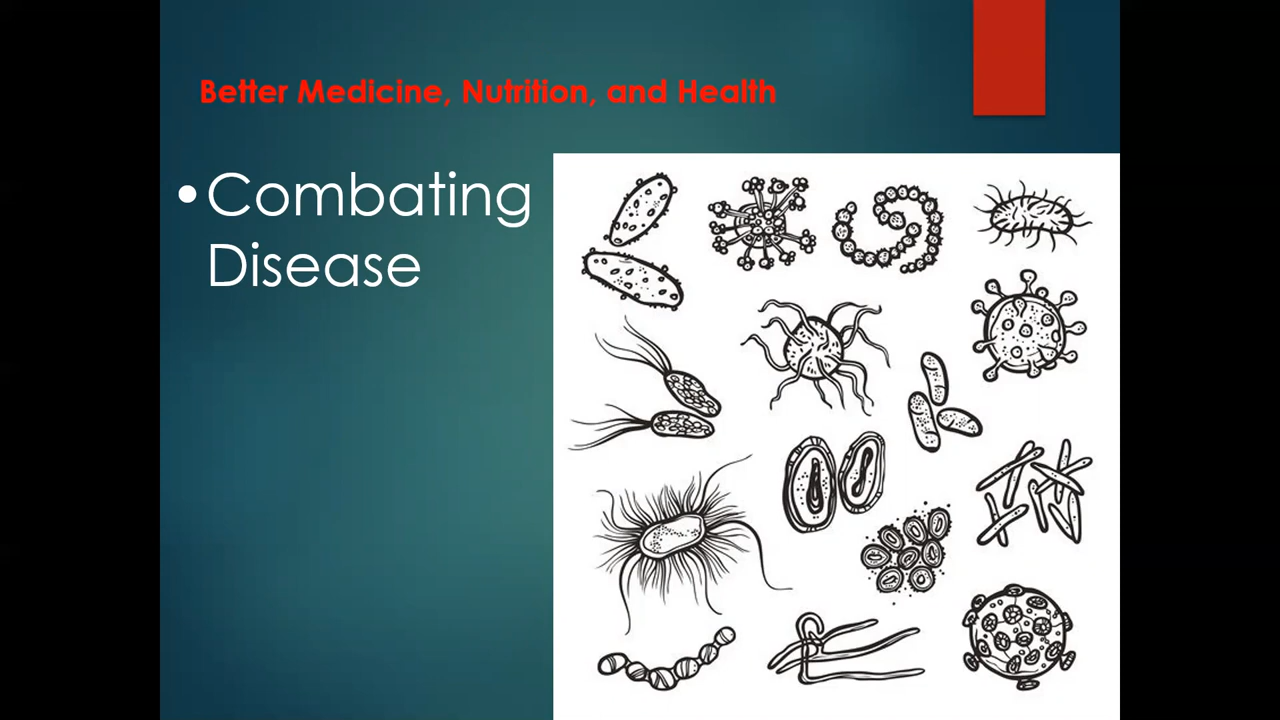 Better Medicine, Nutrition, and Health
•Combating
Disease